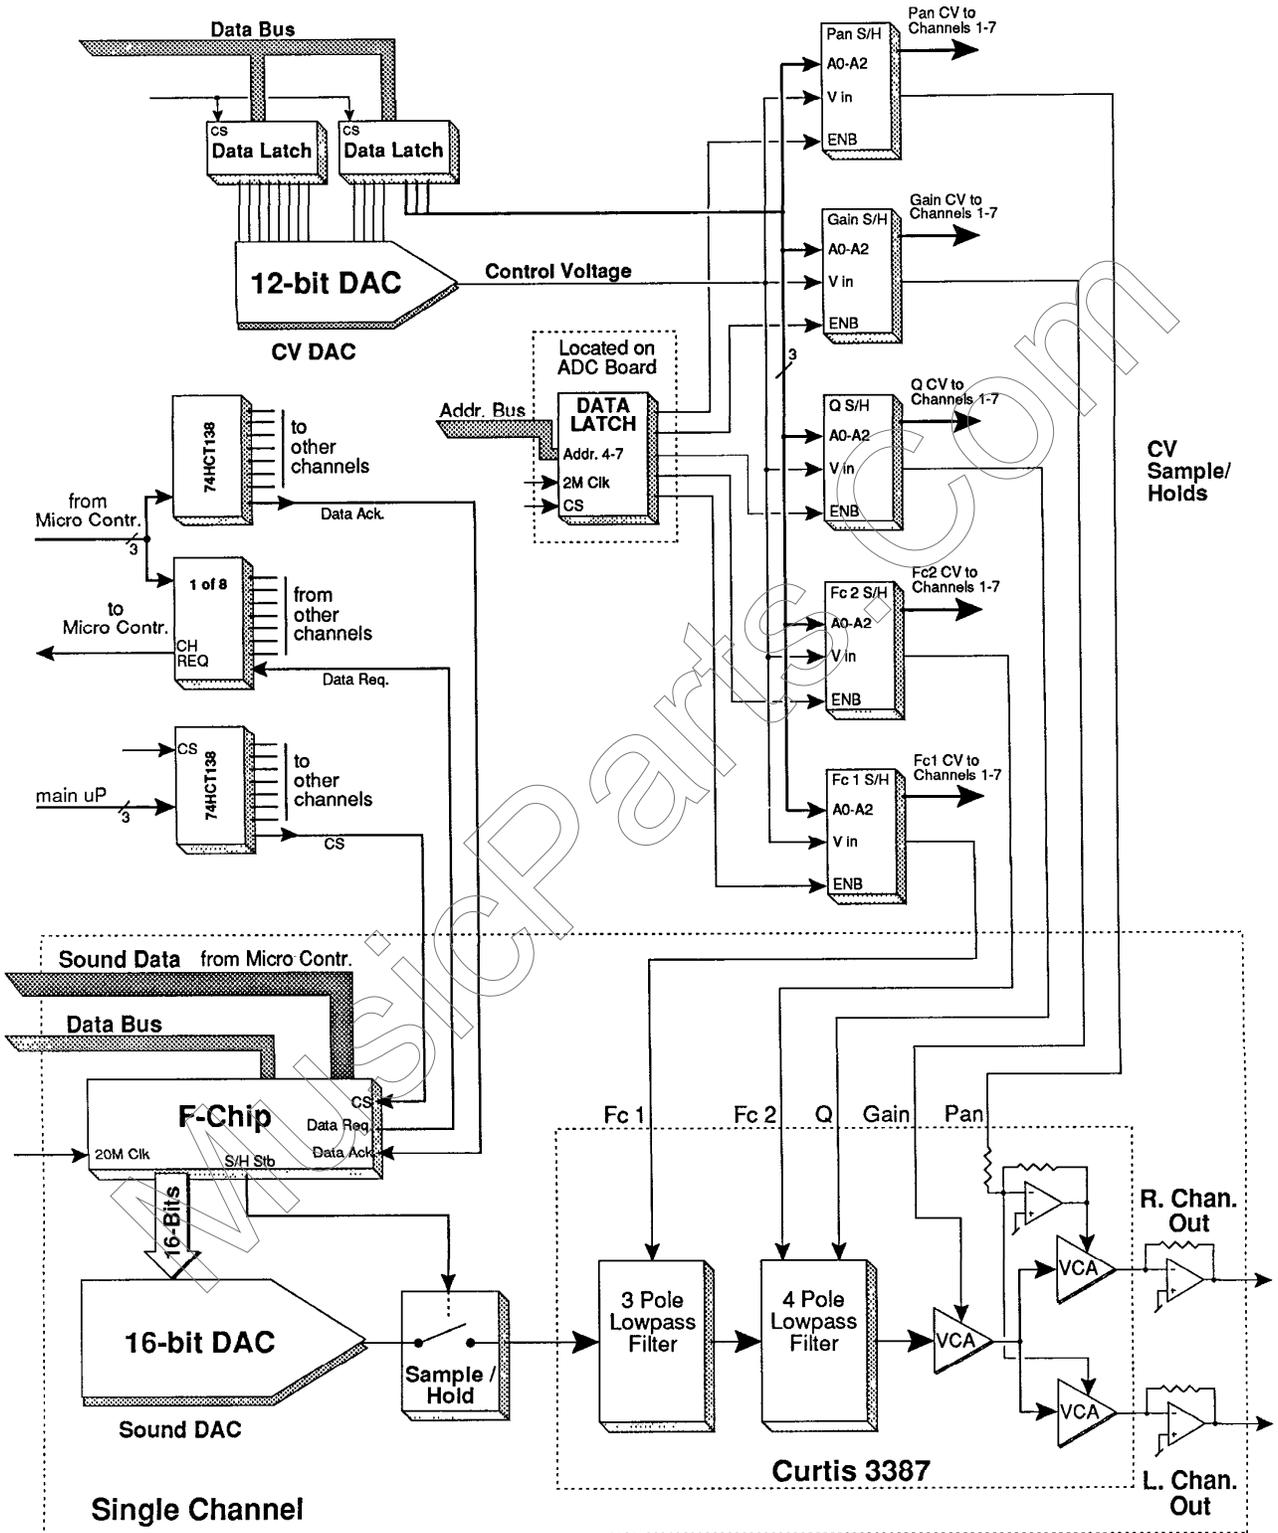 Data Bus
CS
Data Latch
CS
Data Latch
12-bit DAC
CV DAC
Control Voltage
Pan S/H
A0-A2
V in
ENB
Pan CV to
Channels 1-7
Gain S/H
A0-A2
V in
ENB
Gain CV to
Channels 1-7
3
Q S/H
A0-A2
V in
ENB
Q CV to
Channels 1-7
Fc 2 S/H
A0-A2
V in
ENB
Fc2 CV to
Channels 1-7
Fc 1 S/H
A0-A2
V in
ENB
Fc1 CV to
Channels 1-7
CV
Sample/
Holds
Located on
ADC Board
Addr. Bus
DATA
LATCH
Addr. 4-7
2M Clk
CS
74HCT138
to
other
channels
Data Ack.
from
Micro Contr.
3
1 of 8
from
other
channels
to
Micro Contr.
CH
REQ
Data Req.
CS
74HCT138
to
other
channels
main uP
3
CS
Sound Data from Micro Contr.
Data Bus
F-Chip
CS
Data Req.
Data Ack
20M Clk
S/H Stb
16-Bits
16-bit DAC
Sound DAC
Sample /
Hold
Fc 1
Fc 2
Q
Gain
Pan
3 Pole
Lowpass
Filter
4 Pole
Lowpass
Filter
VCA
VCA
VCA
R. Chan.
Out
L. Chan.
Out
Curtis 3387
Single Channel
MusicParts.Com